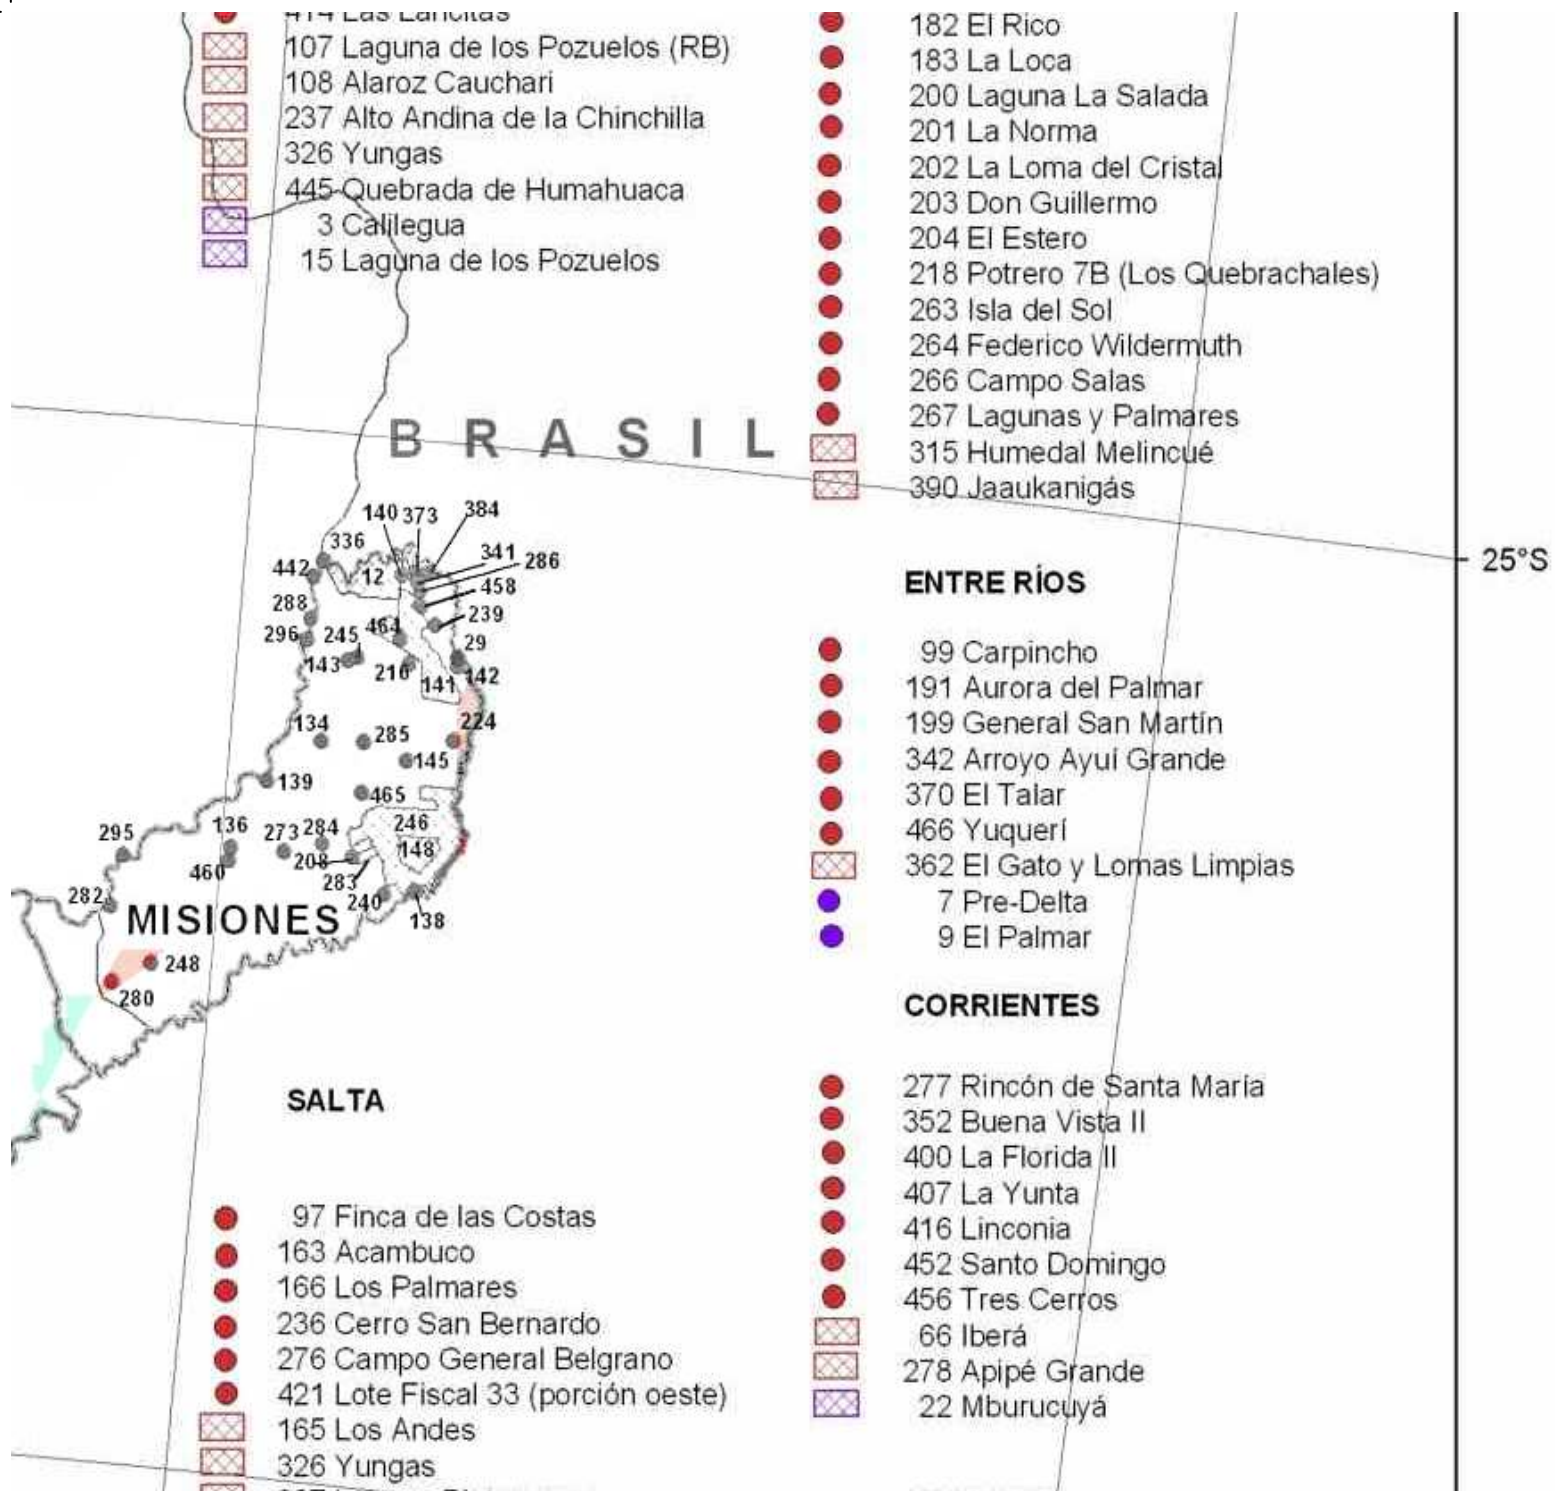 414 Las Lancitas
107 Laguna de los Pozuelos (RB)
108 Alaroz Cauchari
237 Alto Andina de la Chinchilla
326 Yungas
445 Quebrada de Humahuaca
3 Calilegua
15 Laguna de los Pozuelos
182 El Rico
183 La Loca
200 Laguna La Salada
201 La Norma
202 La Loma del Cristal
203 Don Guillermo
204 El Estero
218 Potrero 7B (Los Quebrachales)
263 Isla del Sol
264 Federico Wildermuth
266 Campo Salas
267 Lagunas y Palmares
315 Humedal Melincué
390 Jaaukanigás
BRASIL
25°S
140 373 384
336
341
286
442
12
458
288
239
296 245 464
29
143
216
141 142
134
224
285
145
139
465
295
136
273 284
246
148
208
460
283
282
240
138
MISIONES
248
280
ENTRE RÍOS
99 Carpincho
191 Aurora del Palmar
199 General San Martín
342 Arroyo Ayuí Grande
370 El Talar
466 Yuquerí
362 El Gato y Lomas Limpias
7 Pre-Delta
9 El Palmar
CORRIENTES
277 Rincón de Santa María
352 Buena Vista II
400 La Florida II
407 La Yunta
416 Linconia
452 Santo Domingo
456 Tres Cerros
66 Iberá
278 Apipé Grande
22 Mburucuyá
SALTA
97 Finca de las Costas
163 Acambuco
166 Los Palmares
236 Cerro San Bernardo
276 Campo General Belgrano
421 Lote Fiscal 33 (porción oeste)
165 Los Andes
326 Yungas